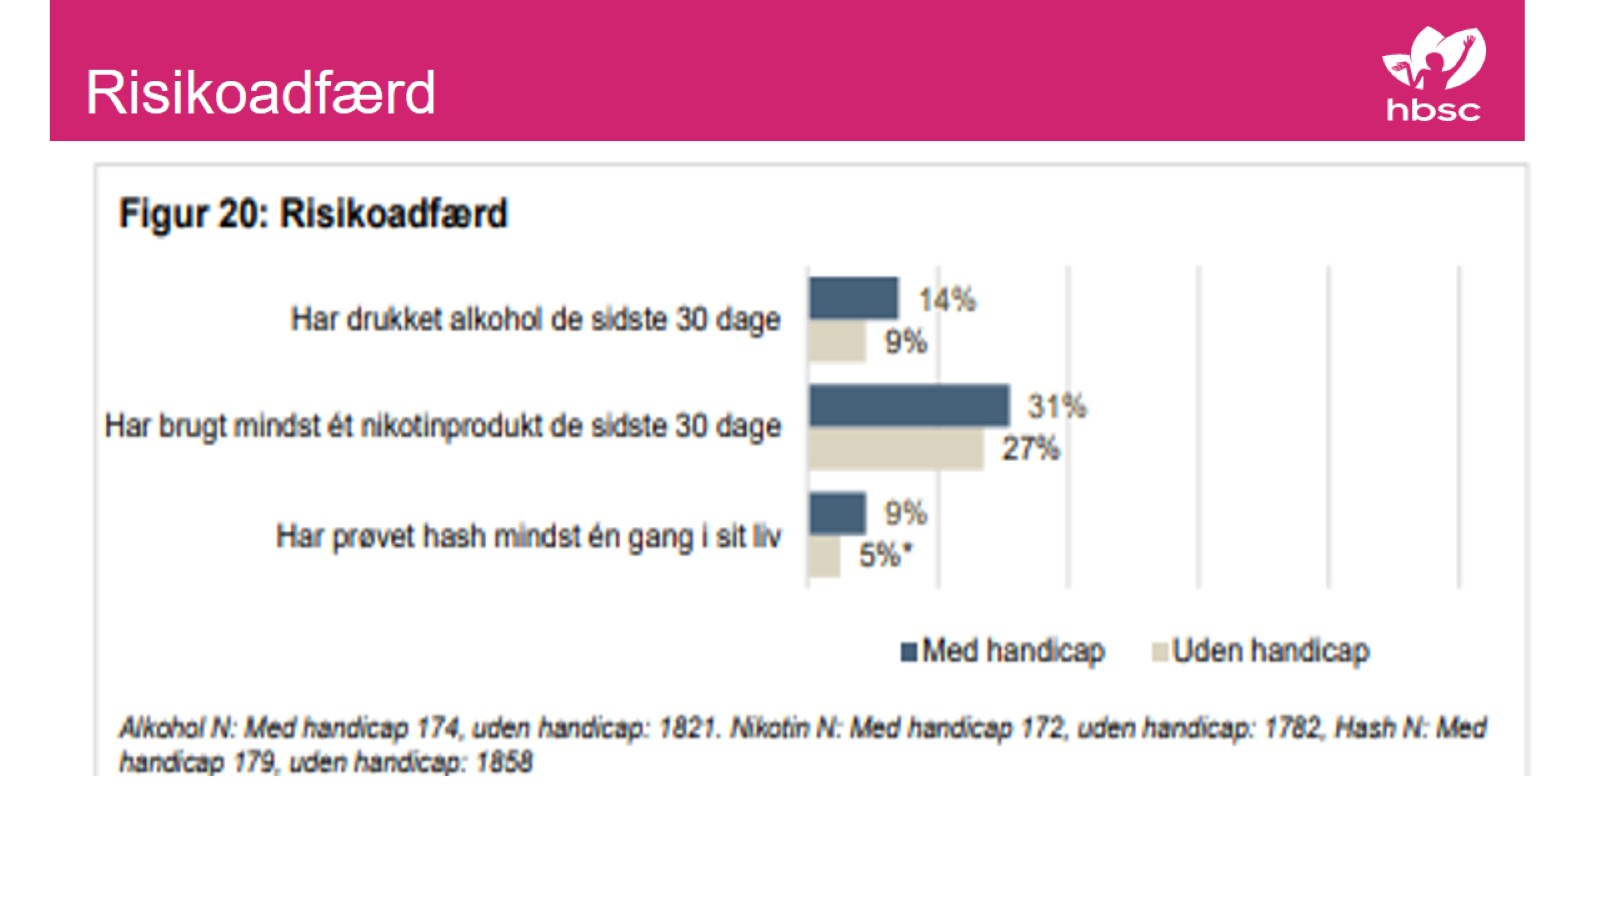 Risikoadfærd
hbsc
Figur 20: Risikoadfærd
Har drukket alkohol de sidste 30 dage
14%
9%
Har brugt mindst ét nikotinprodukt de sidste 30 dage
31%
27%
Har prøvet hash mindst én gang i sit liv
9%
5%*
Med handicap
Uden handicap
Alkohol N: Med handicap 174, uden handicap: 1821. Nikotin N: Med handicap 172, uden handicap: 1782, Hash N: Med
handicap 179, uden handicap: 1858